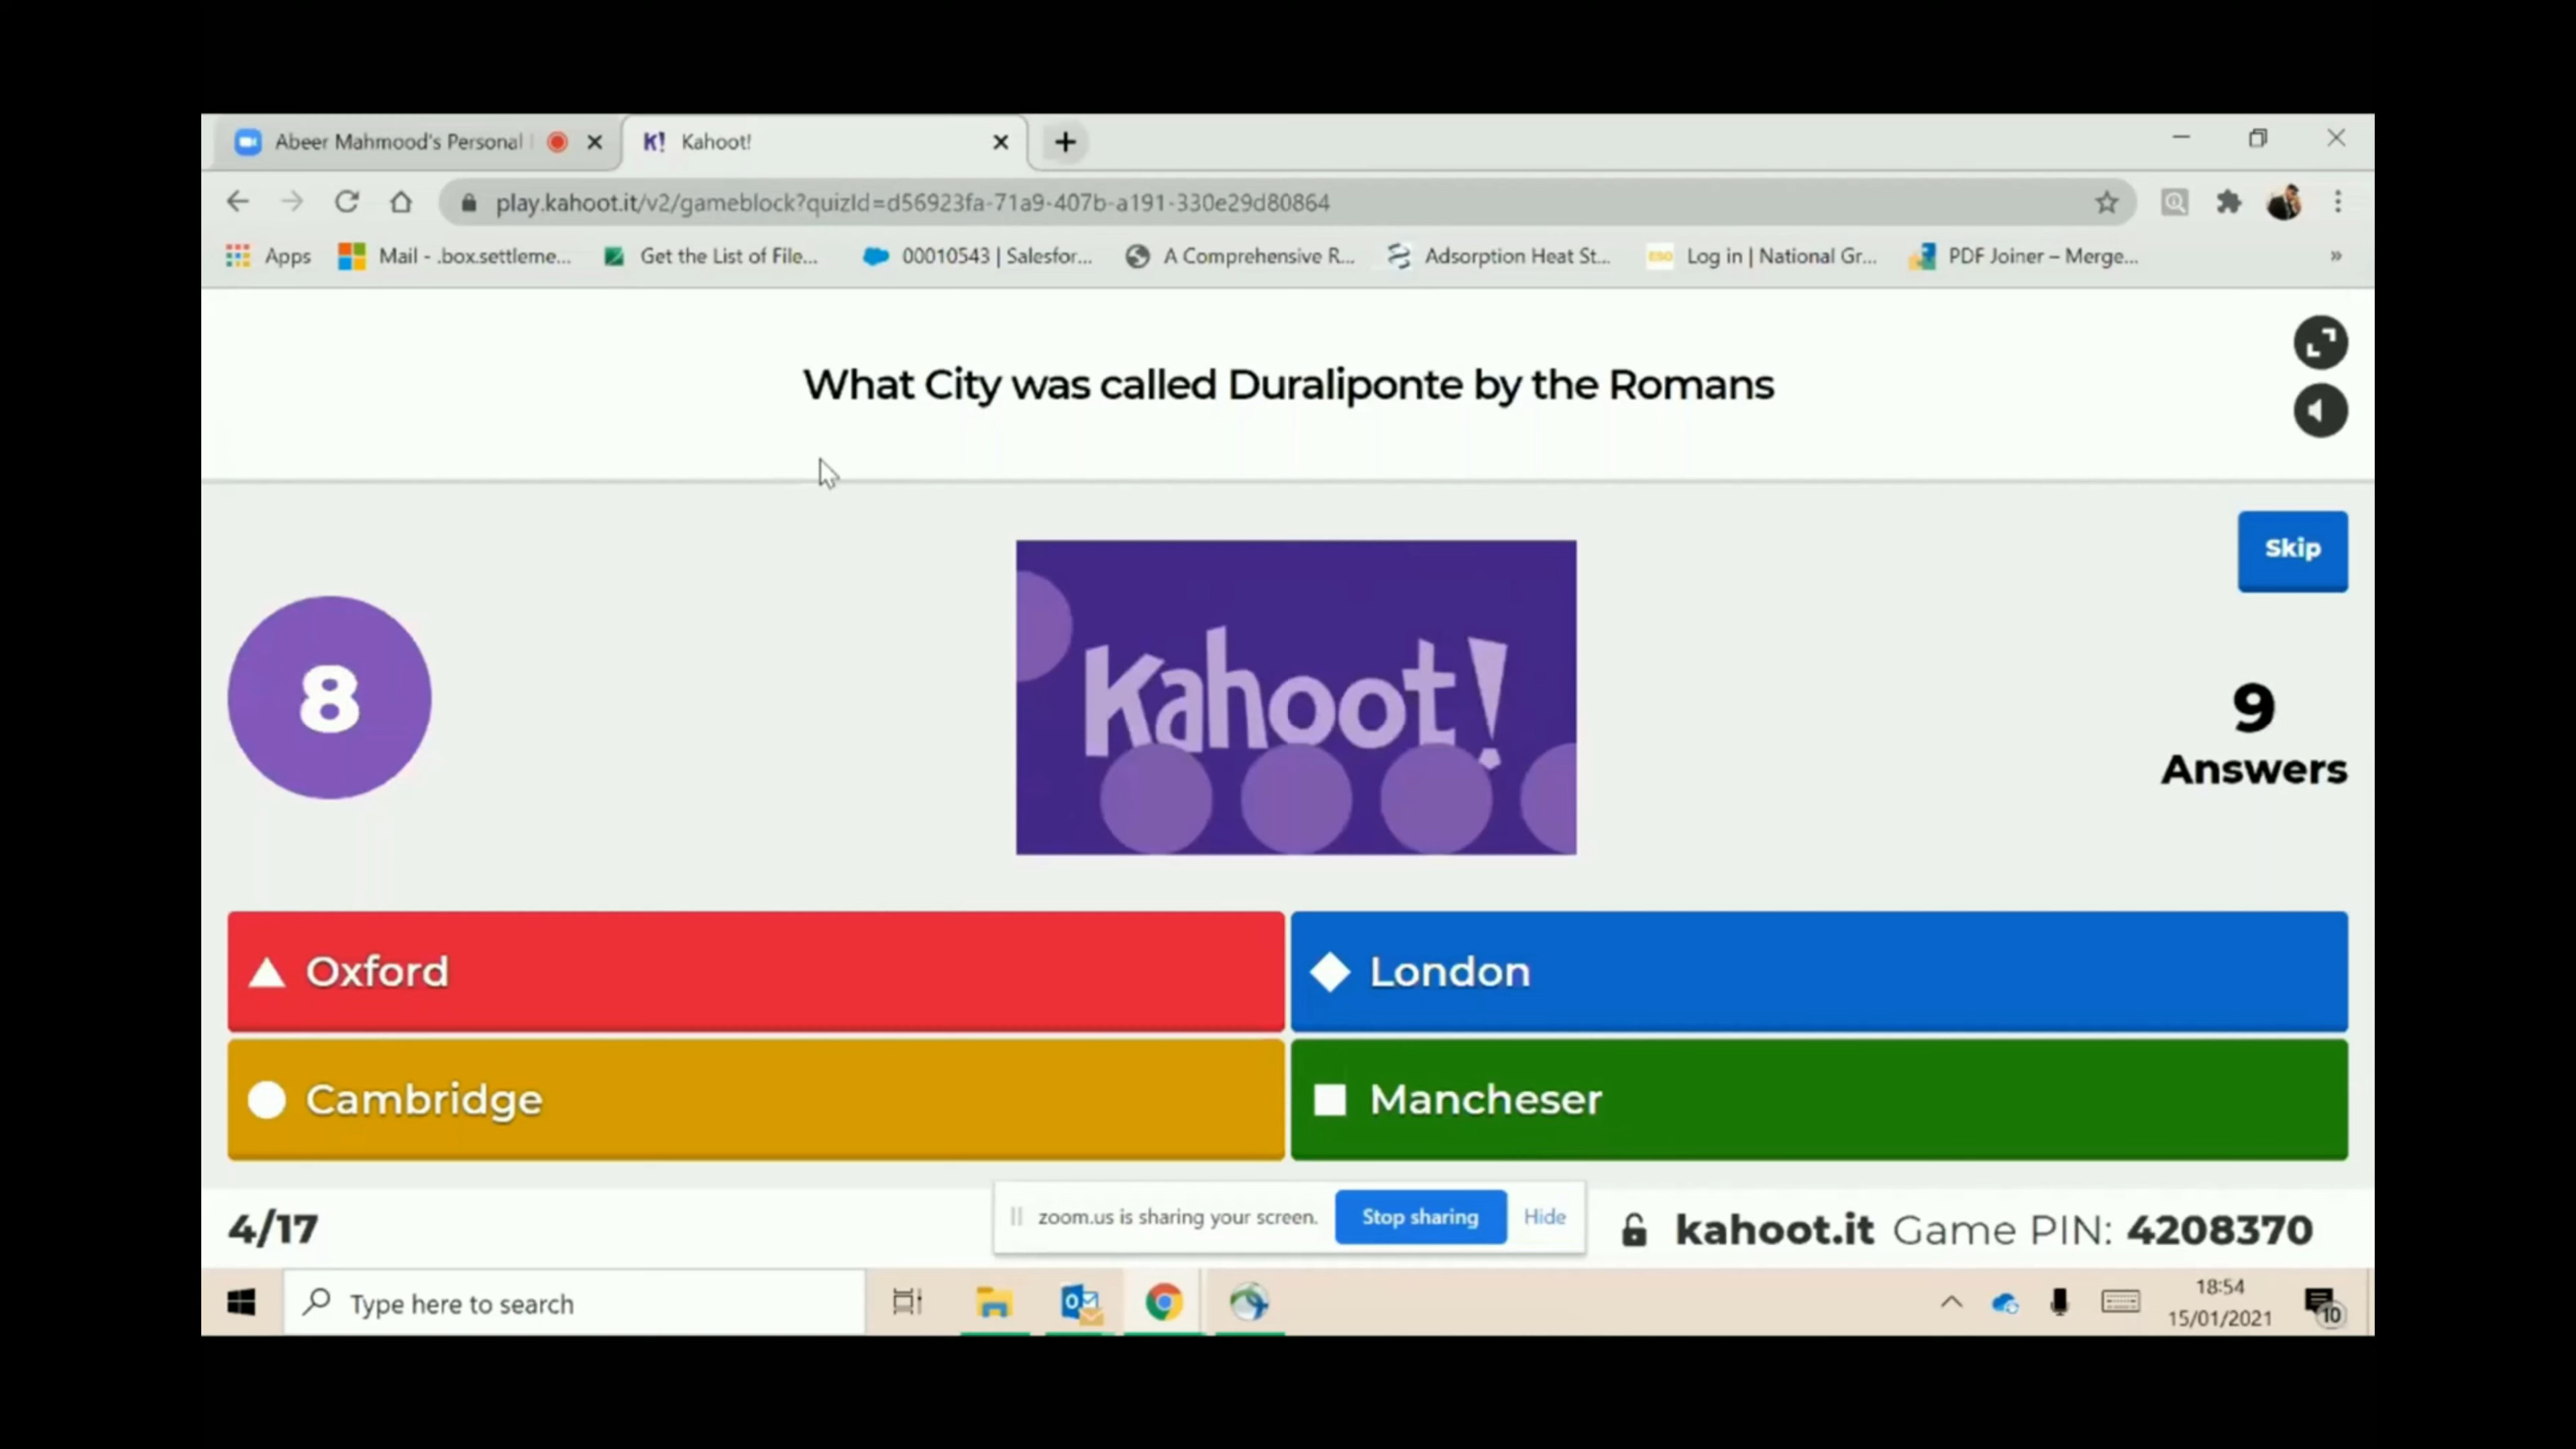 Abeer Mahmood's Personal
K! Kahoot!
play.kahoot.it/v2/gameblock?quizId=d56923fa-71a9-407b-a191-330e29d80864
Apps Mail - .box.settleme... Get the List of File... 00010543 | Salesfor... A Comprehensive R... Adsorption Heat St... ESO Log in | National Gr... PDF Joiner – Merge... »
What City was called Duraliponte by the Romans
Skip
8
Kahoot!
9
Answers
Oxford
London
Cambridge
Mancheser
4/17
zoom.us is sharing your screen. Stop sharing Hide
kahoot.it Game PIN: 4208370
Type here to search
18:54
15/01/2021
10